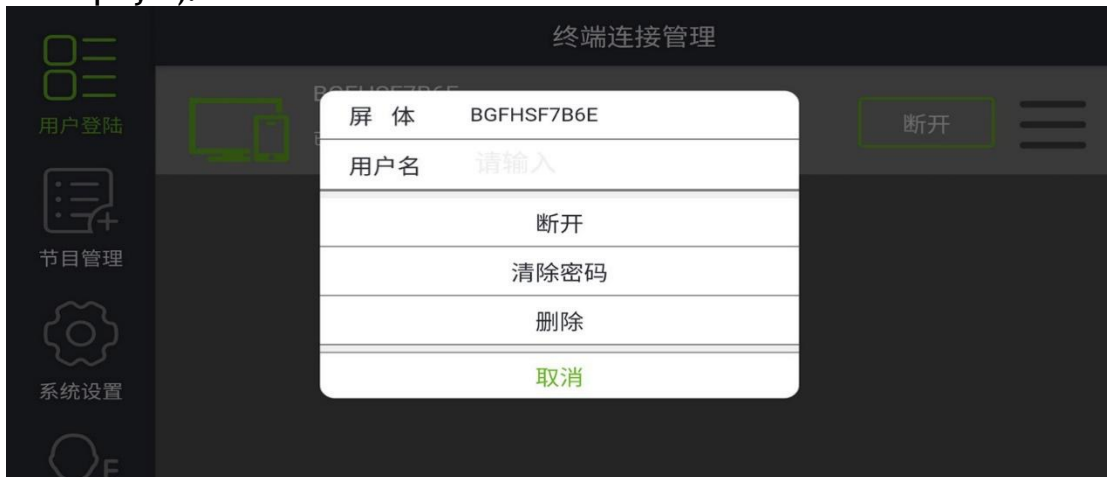 终端连接管理
用户登陆
节目管理
系统设置
断开
屏 体 BGFHSF7B6E
用户名 请输入
断开
清除密码
删除
取消